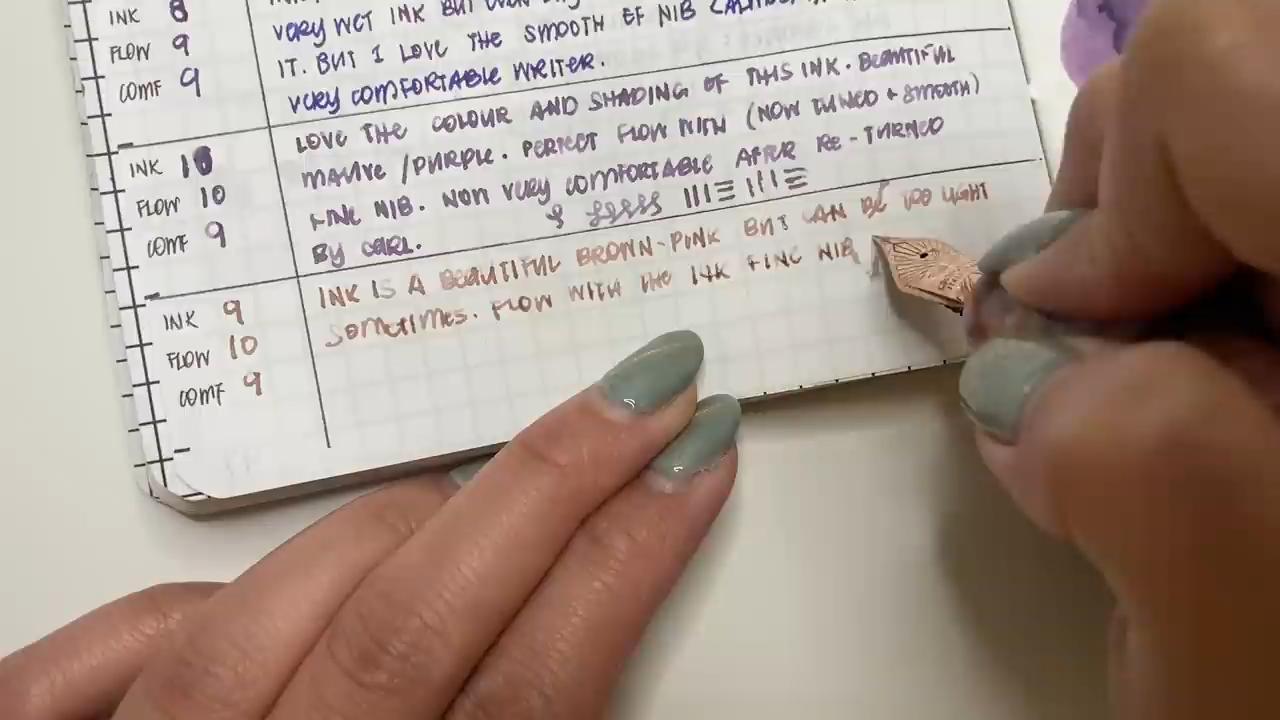 INK 8
VERY WET INK BUT
FLOW 9
IT. BUT I LOVE THE SMOOTH EF NIB
COMF 9
VERY COMFORTABLE WRITER.
LOVE THE COLOUR AND SHADING OF THIS INK. BEAUTIFUL
INK 10
MAUVE/PURPLE. PERFECT FLOW WITH (NOW TUNED + SMOOTH)
FLOW 10
FINE NIB. NOW VERY COMFORTABLE AFTER RE-TURNED
COMF 9
BY CARL.
INK 9
INK IS A BEAUTIFUL BROWN-PINK BUT CAN BE TOO LIGHT
FLOW 10
SOMETIMES. FLOW WITH THE 14K FINE NIB
COMF 9